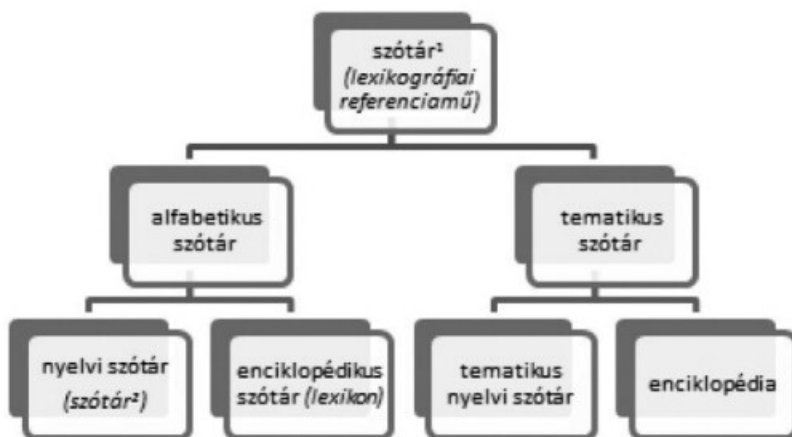 szótár¹
(lexikográfiai
referenciamű)
alfabetikus
szótár
tematikus
szótár
nyelvi szótár
(szótár²)
enciklopédikus
szótár (lexikon)
tematikus
nyelvi szótár
enciklopédia